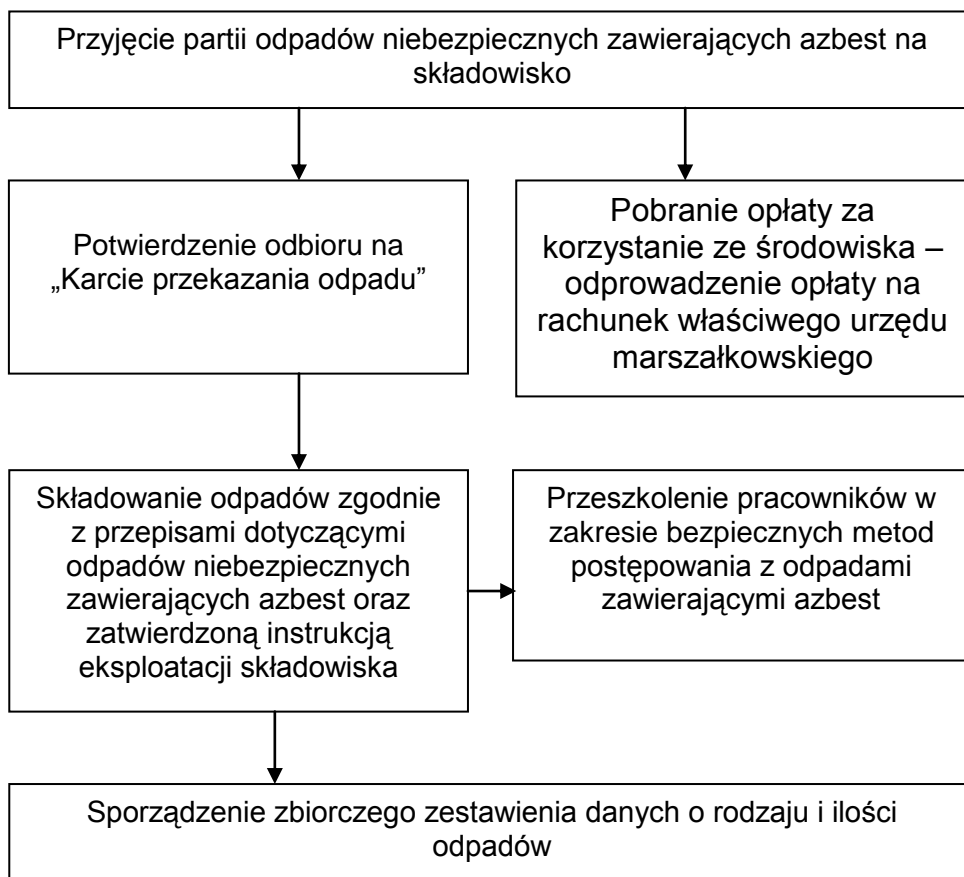 Przyjęcie partii odpadów niebezpiecznych zawierających azbest na
składowisko
Potwierdzenie odbioru na
„Karcie przekazania odpadu”
Pobranie opłaty za
korzystanie ze środowiska –
odprowadzenie opłaty na
rachunek właściwego urzędu
marszałkowskiego
Składowanie odpadów zgodnie
z przepisami dotyczącymi
odpadów niebezpiecznych
zawierających azbest oraz
zatwierdzoną instrukcją
eksploatacji składowiska
Przeszkolenie pracowników w
zakresie bezpiecznych metod
postępowania z odpadami
zawierającymi azbest
Sporządzenie zbiorczego zestawienia danych o rodzaju i ilości
odpadów